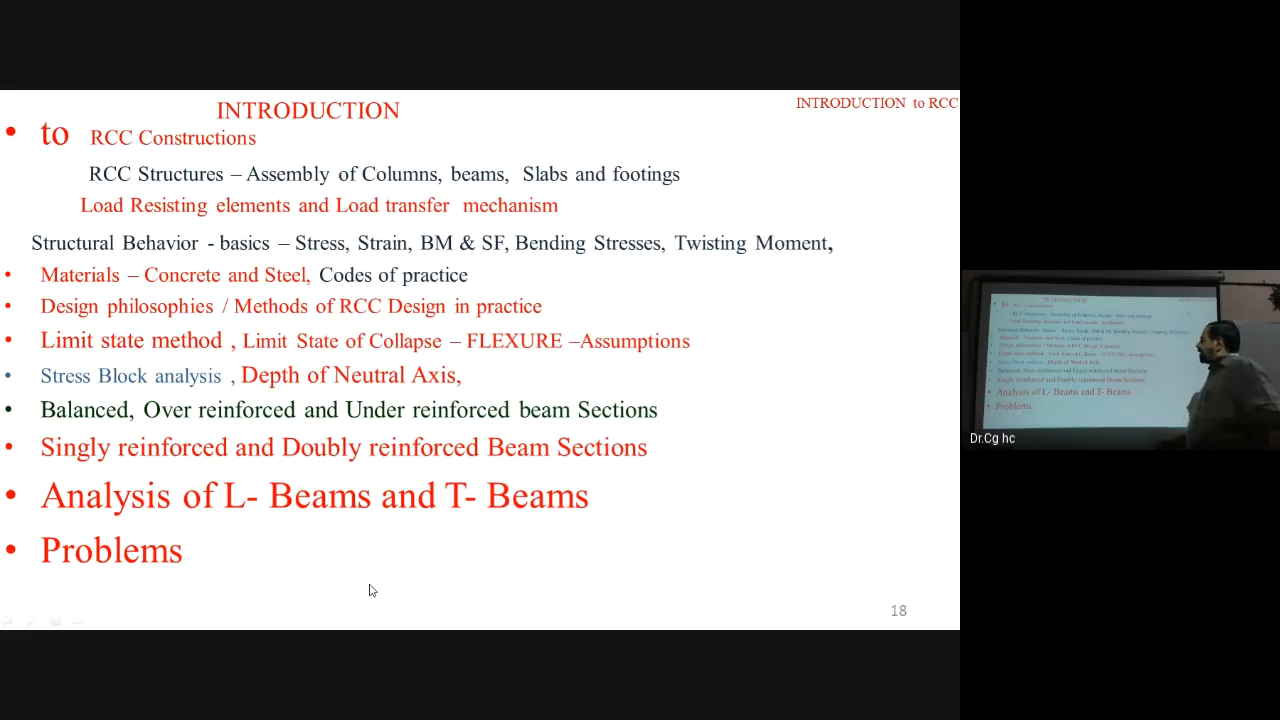 INTRODUCTION
INTRODUCTION to RCC
• to RCC Constructions
RCC Structures – Assembly of Columns, beams, Slabs and footings
Load Resisting elements and Load transfer mechanism
Structural Behavior - basics – Stress, Strain, BM & SF, Bending Stresses, Twisting Moment,
• Materials – Concrete and Steel, Codes of practice
• Design philosophies / Methods of RCC Design in practice
• Limit state method , Limit State of Collapse – FLEXURE –Assumptions
• Stress Block analysis , Depth of Neutral Axis,
• Balanced, Over reinforced and Under reinforced beam Sections
• Singly reinforced and Doubly reinforced Beam Sections
• Analysis of L- Beams and T- Beams
• Problems
18
Dr.Cg hc